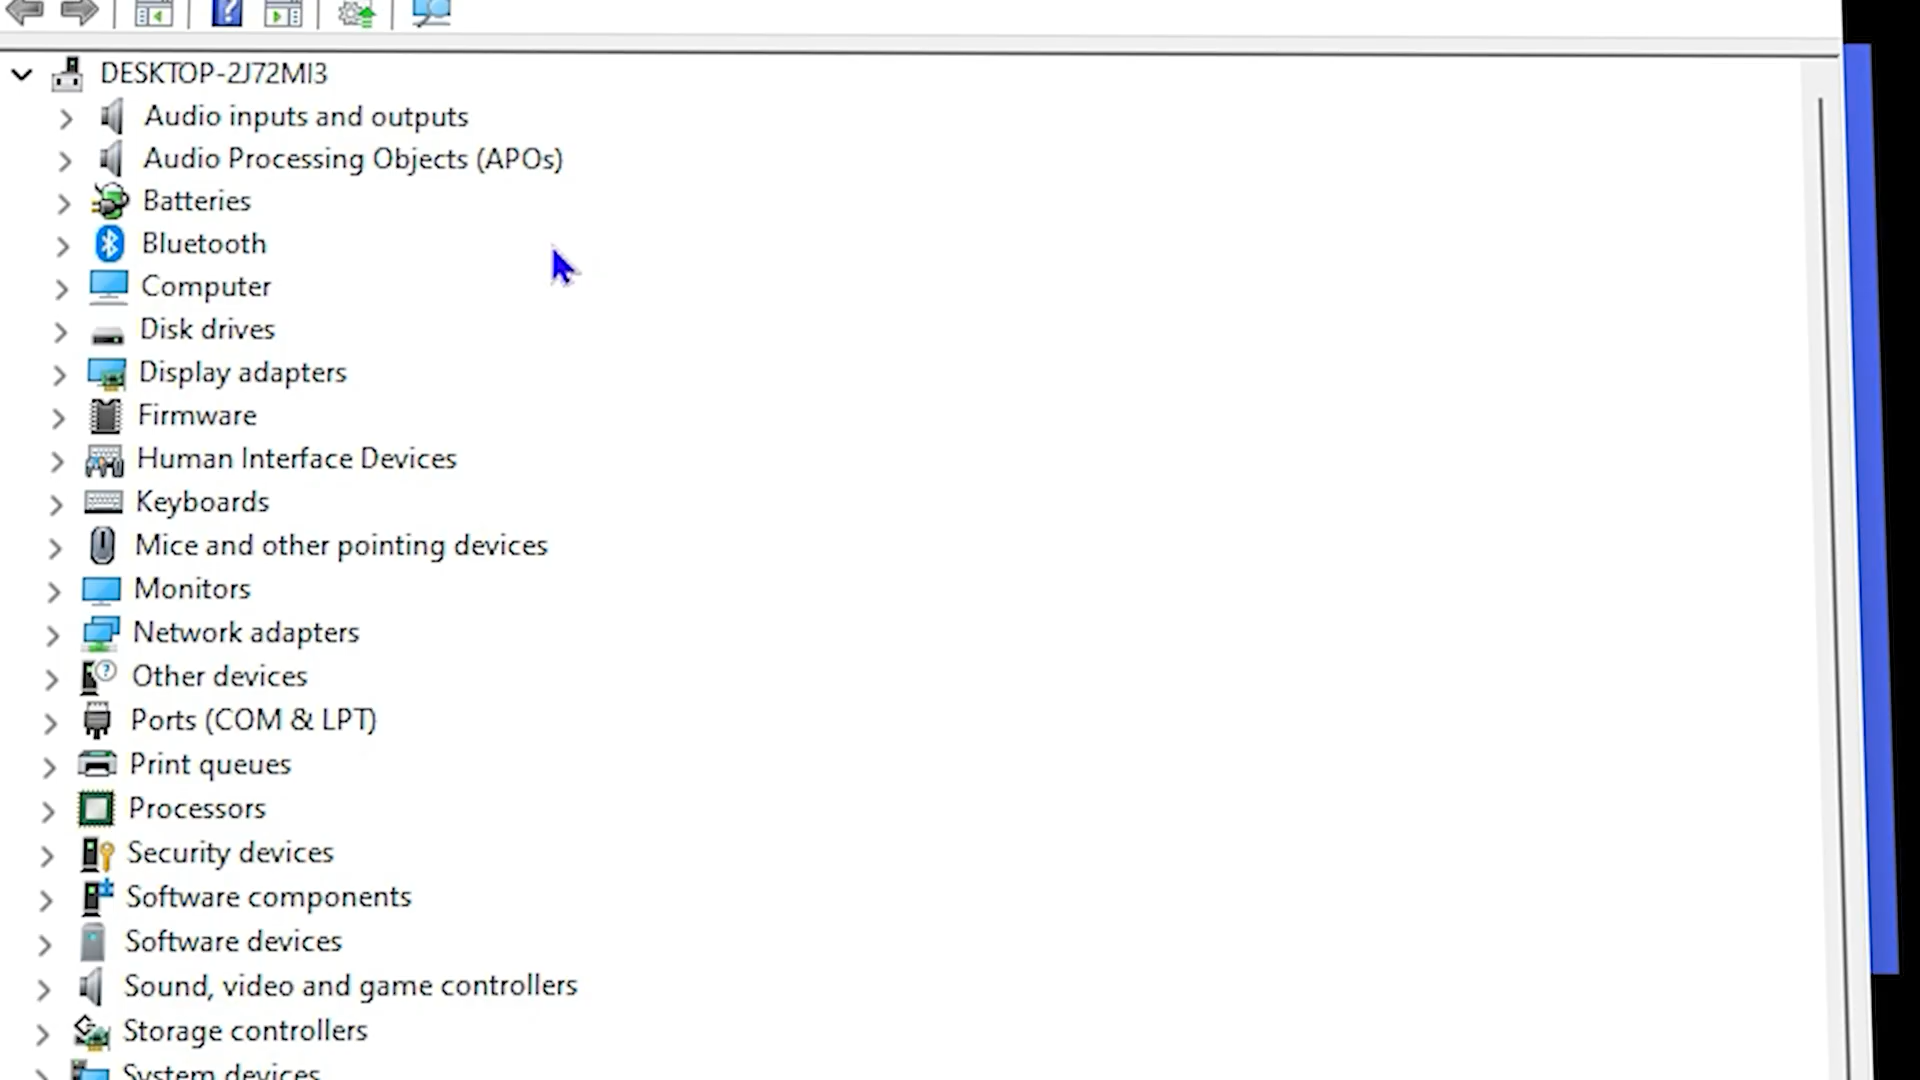 DESKTOP-2J72MI3
Audio inputs and outputs
Audio Processing Objects (APOs)
Batteries
Bluetooth
Computer
Disk drives
Display adapters
Firmware
Human Interface Devices
Keyboards
Mice and other pointing devices
Monitors
Network adapters
Other devices
Ports (COM & LPT)
Print queues
Processors
Security devices
Software components
Software devices
Sound, video and game controllers
Storage controllers
System devices